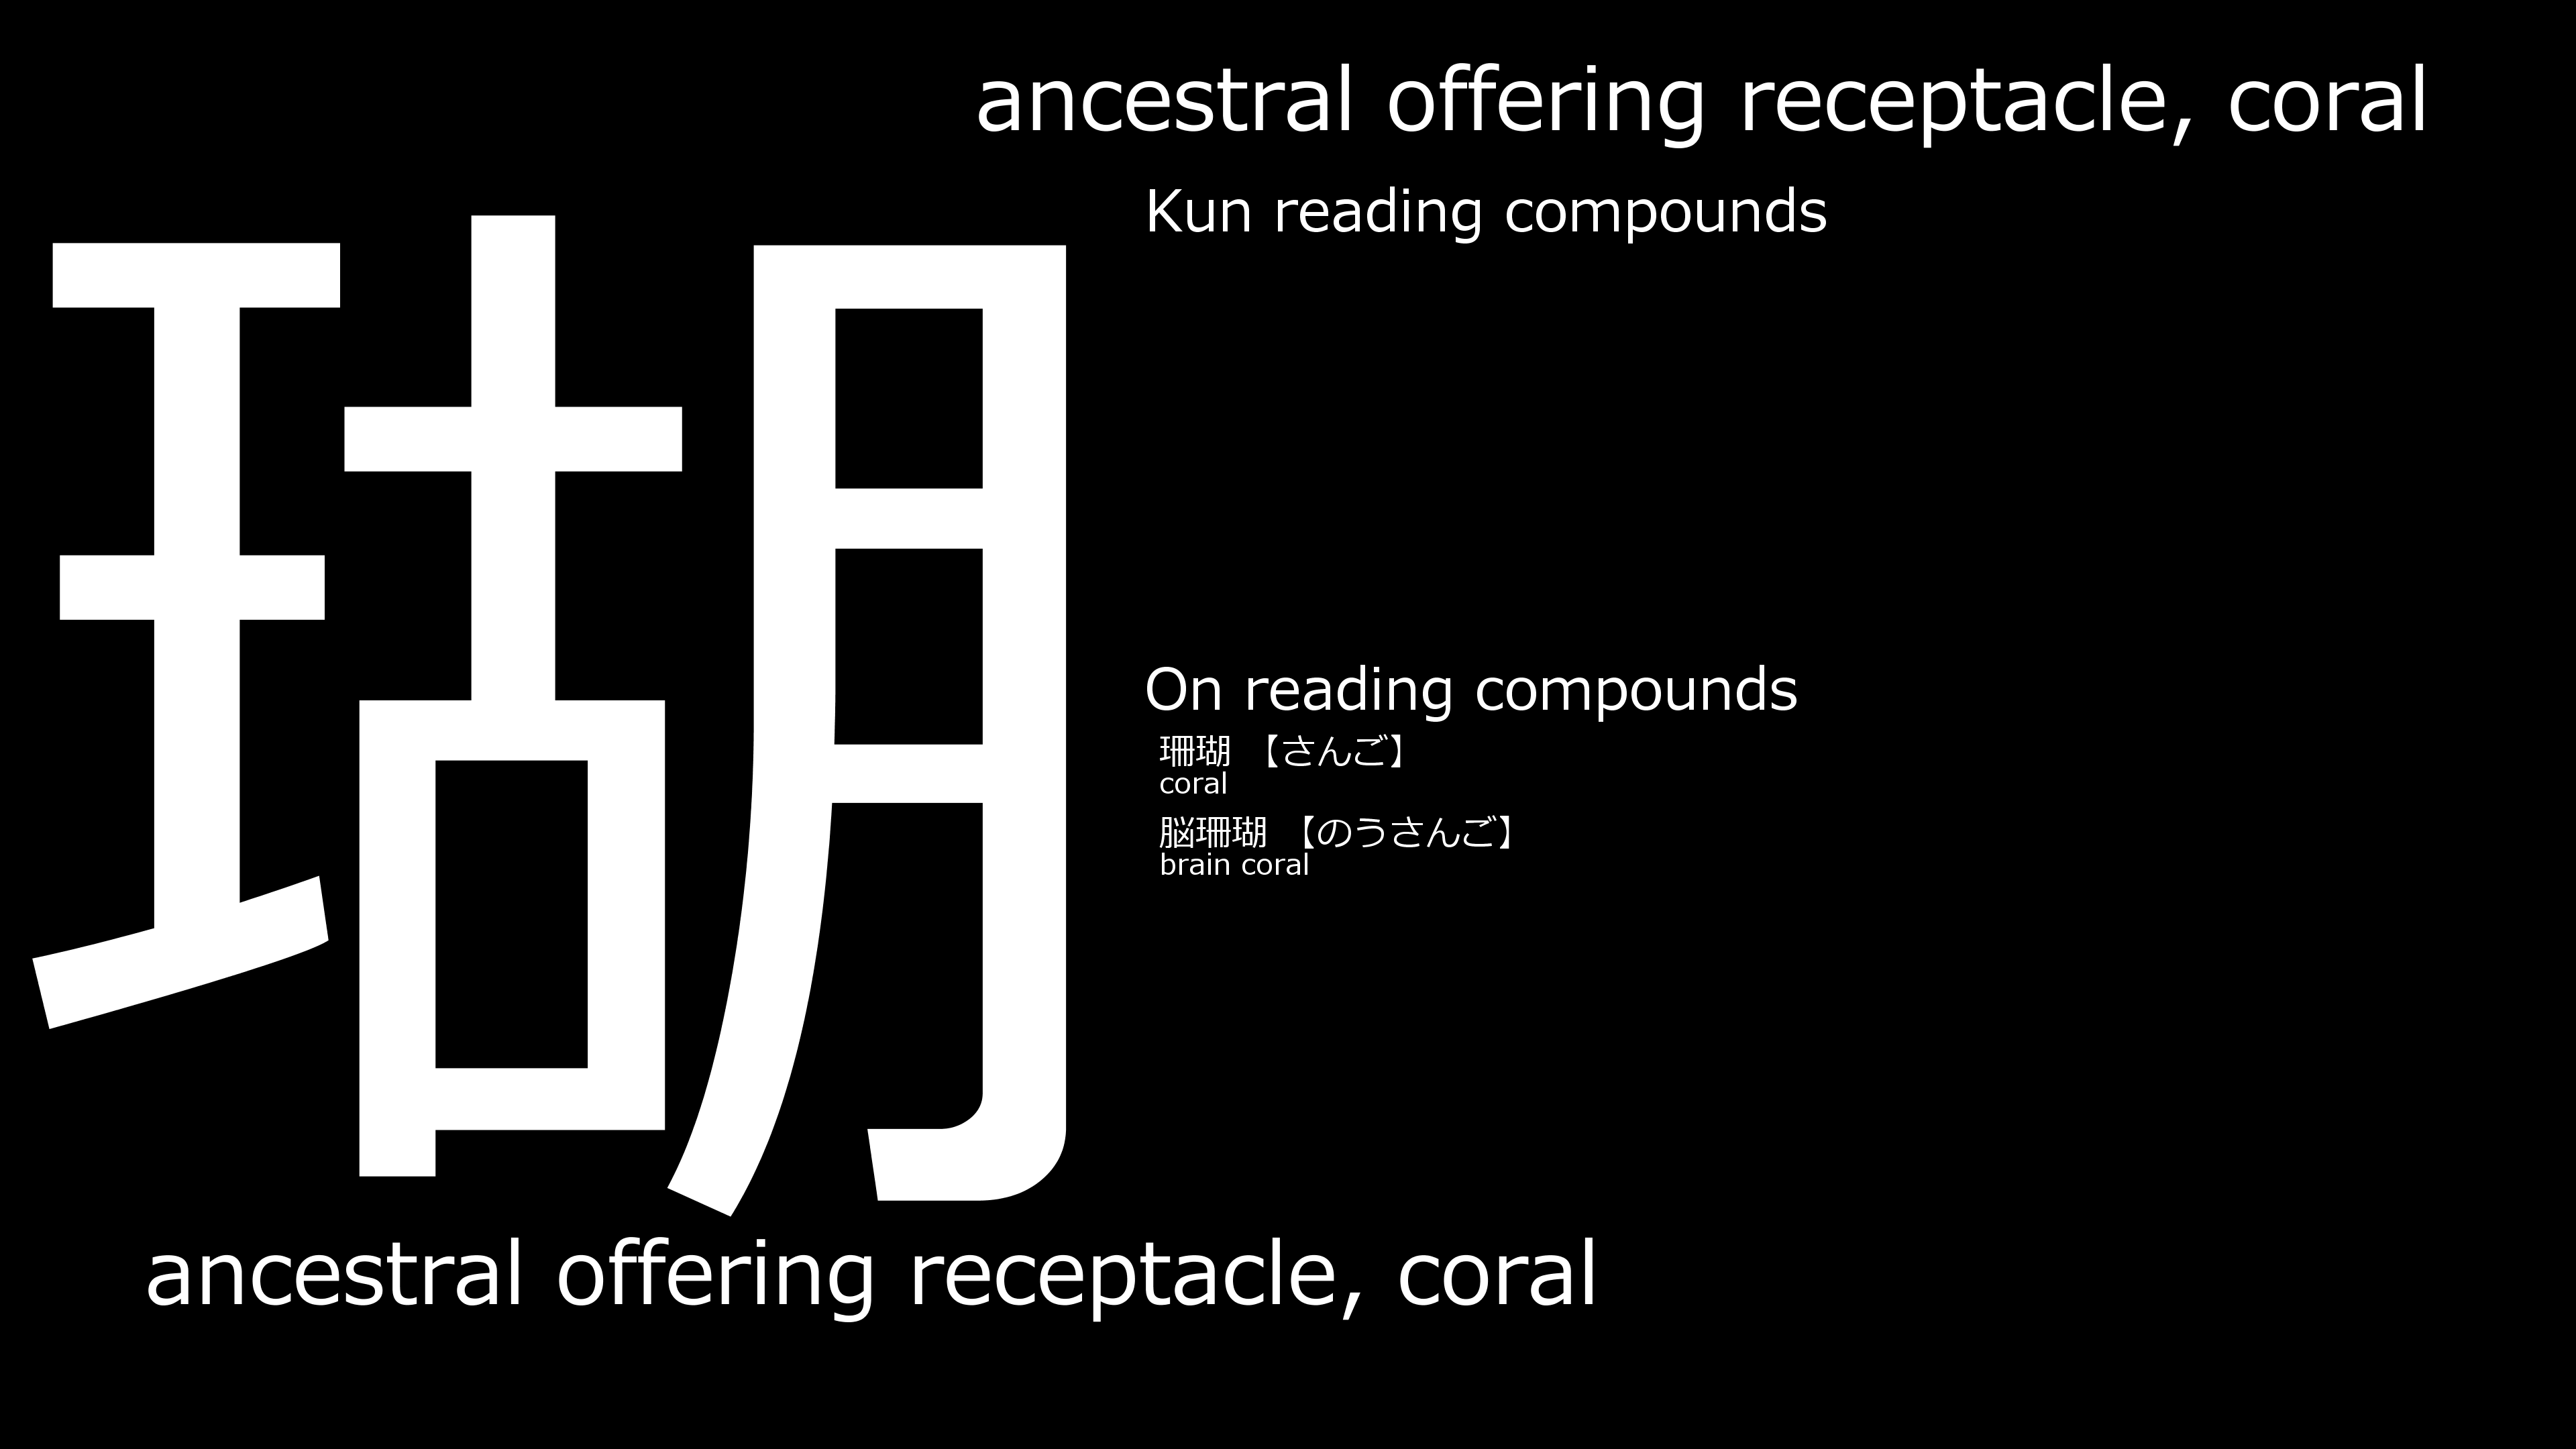 ancestral offering receptacle, coral
Kun reading compounds
瑚
On reading compounds
珊瑚 【さんご】
coral
脳珊瑚 【のうさんご】
brain coral
ancestral offering receptacle, coral